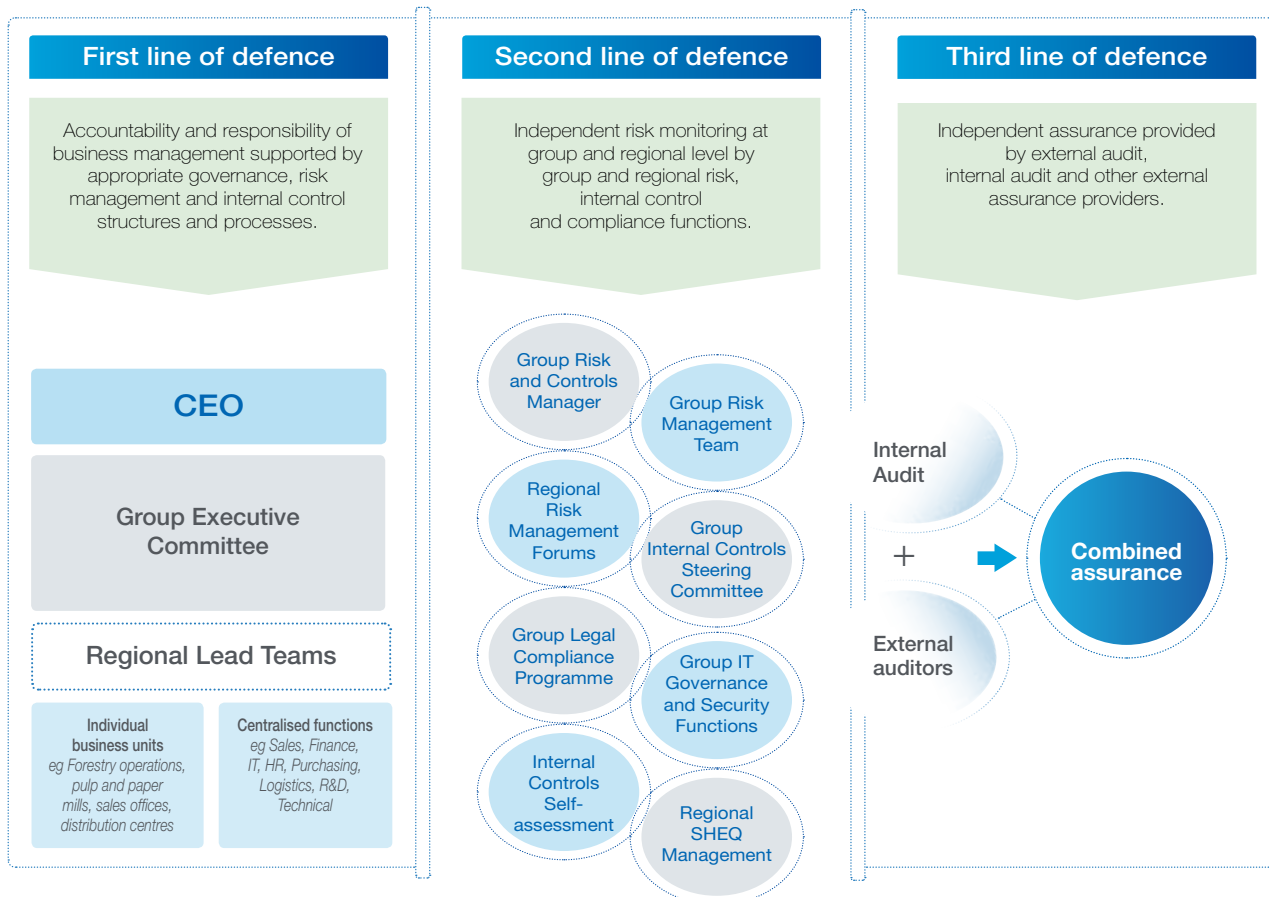 First line of defence
Accountability and responsibility of
business management supported by
appropriate governance, risk
management and internal control
structures and processes.
CEO
Group Executive
Committee
Regional Lead Teams
Individual
business units
eg Forestry operations,
pulp and paper
mills, sales offices,
distribution centres
Centralised functions
eg Sales, Finance,
IT, HR, Purchasing,
Logistics, R&D,
Technical
Second line of defence
Independent risk monitoring at
group and regional level by
group and regional risk,
internal control
and compliance functions.
Group Risk
and Controls
Manager
Group Risk
Management
Team
Regional
Risk
Management
Forums
Group
Internal Controls
Steering
Committee
Group Legal
Compliance
Programme
Group IT
Governance
and Security
Functions
Internal
Controls
Self-
assessment
Regional
SHEQ
Management
Third line of defence
Independent assurance provided
by external audit,
internal audit and other external
assurance providers.
Internal
Audit
+
External
auditors
Combined
assurance